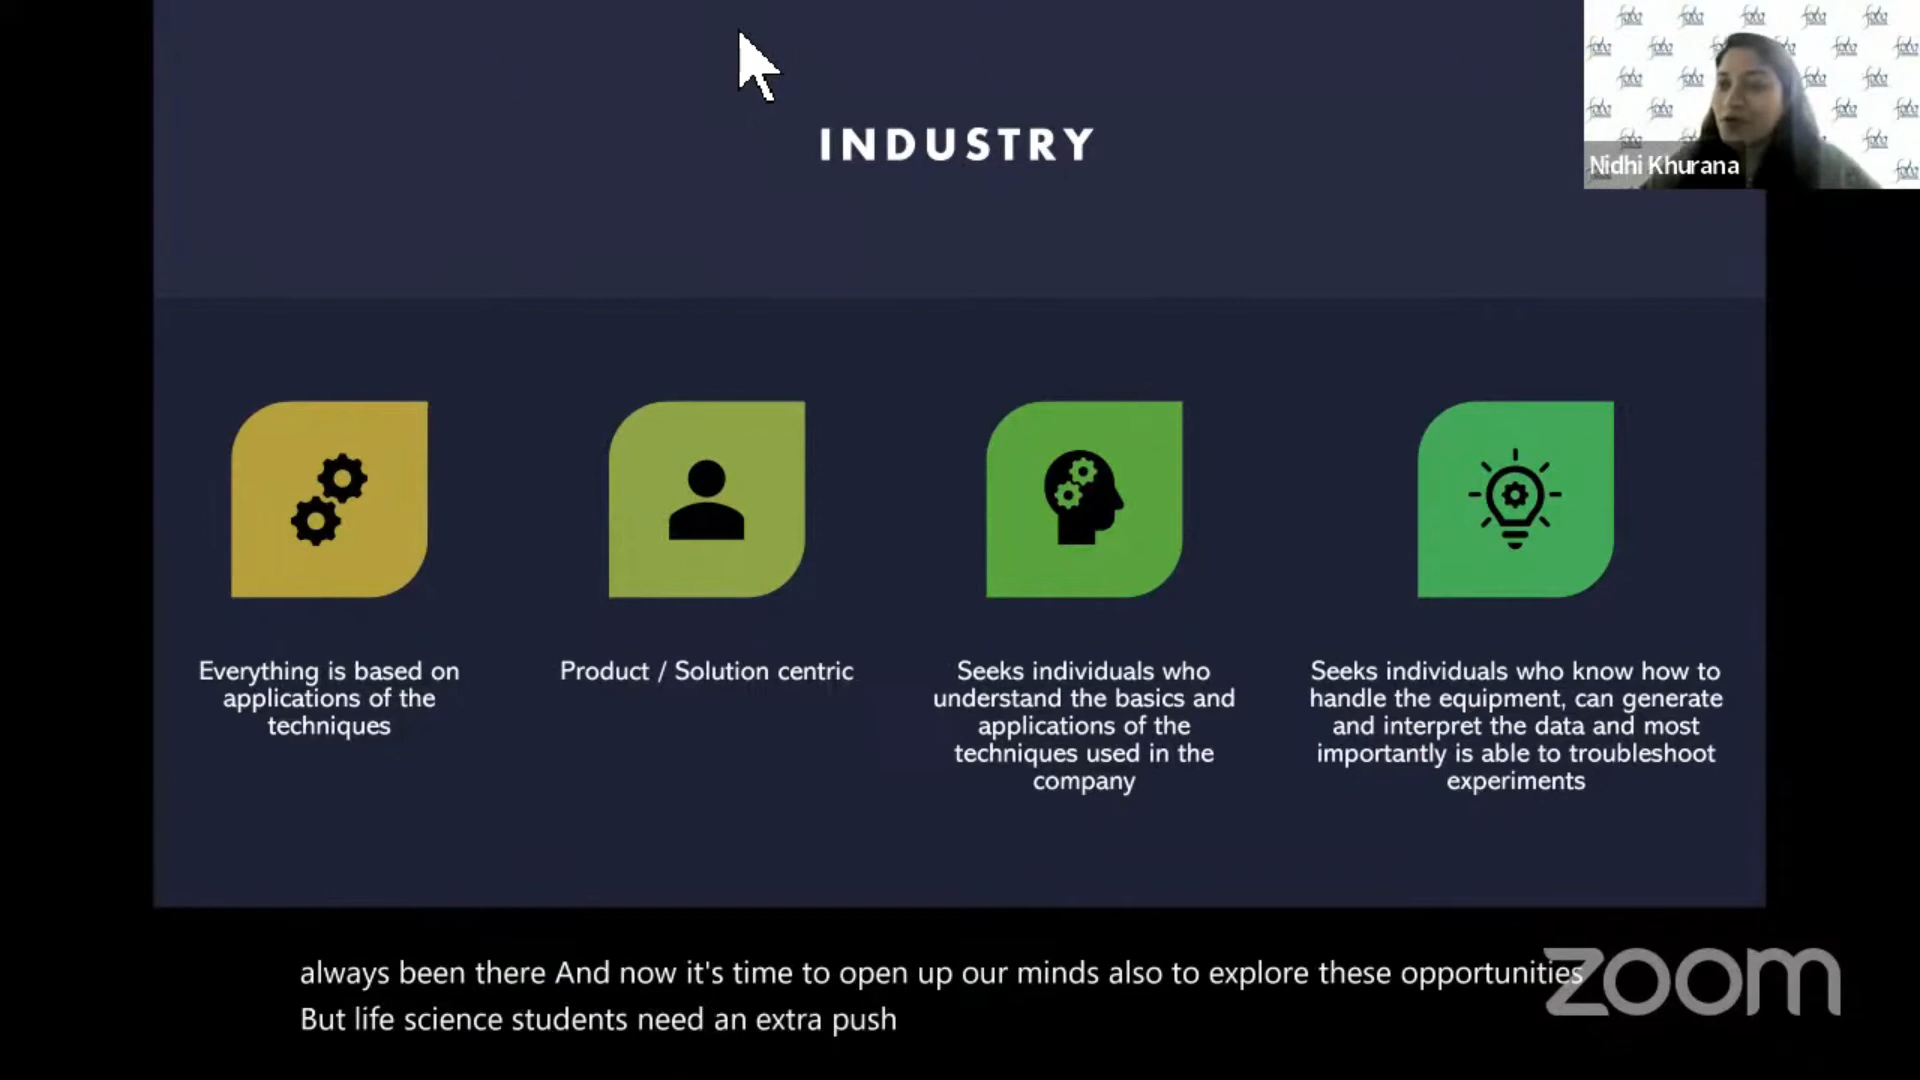 INDUSTRY
Nidhi Khurana
Everything is based on
applications of the
techniques
Product / Solution centric
Seeks individuals who
understand the basics and
applications of the
techniques used in the
company
Seeks individuals who know how to
handle the equipment, can generate
and interpret the data and most
importantly is able to troubleshoot
experiments
always been there And now it's time to open up our minds also to explore these opportunities
But life science students need an extra push
zoom